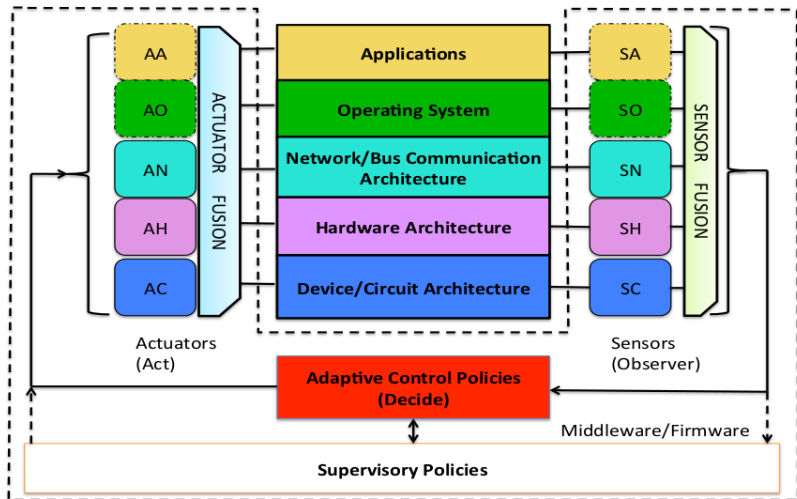 AA
Applications
SA
AO
Operating System
SO
AN
Network/Bus Communication
Architecture
SN
AH
Hardware Architecture
SH
AC
Device/Circuit Architecture
SC
ACTUATOR FUSION
SENSOR FUSION
Actuators
(Act)
Sensors
(Observer)
Adaptive Control Policies
(Decide)
Middleware/Firmware
Supervisory Policies